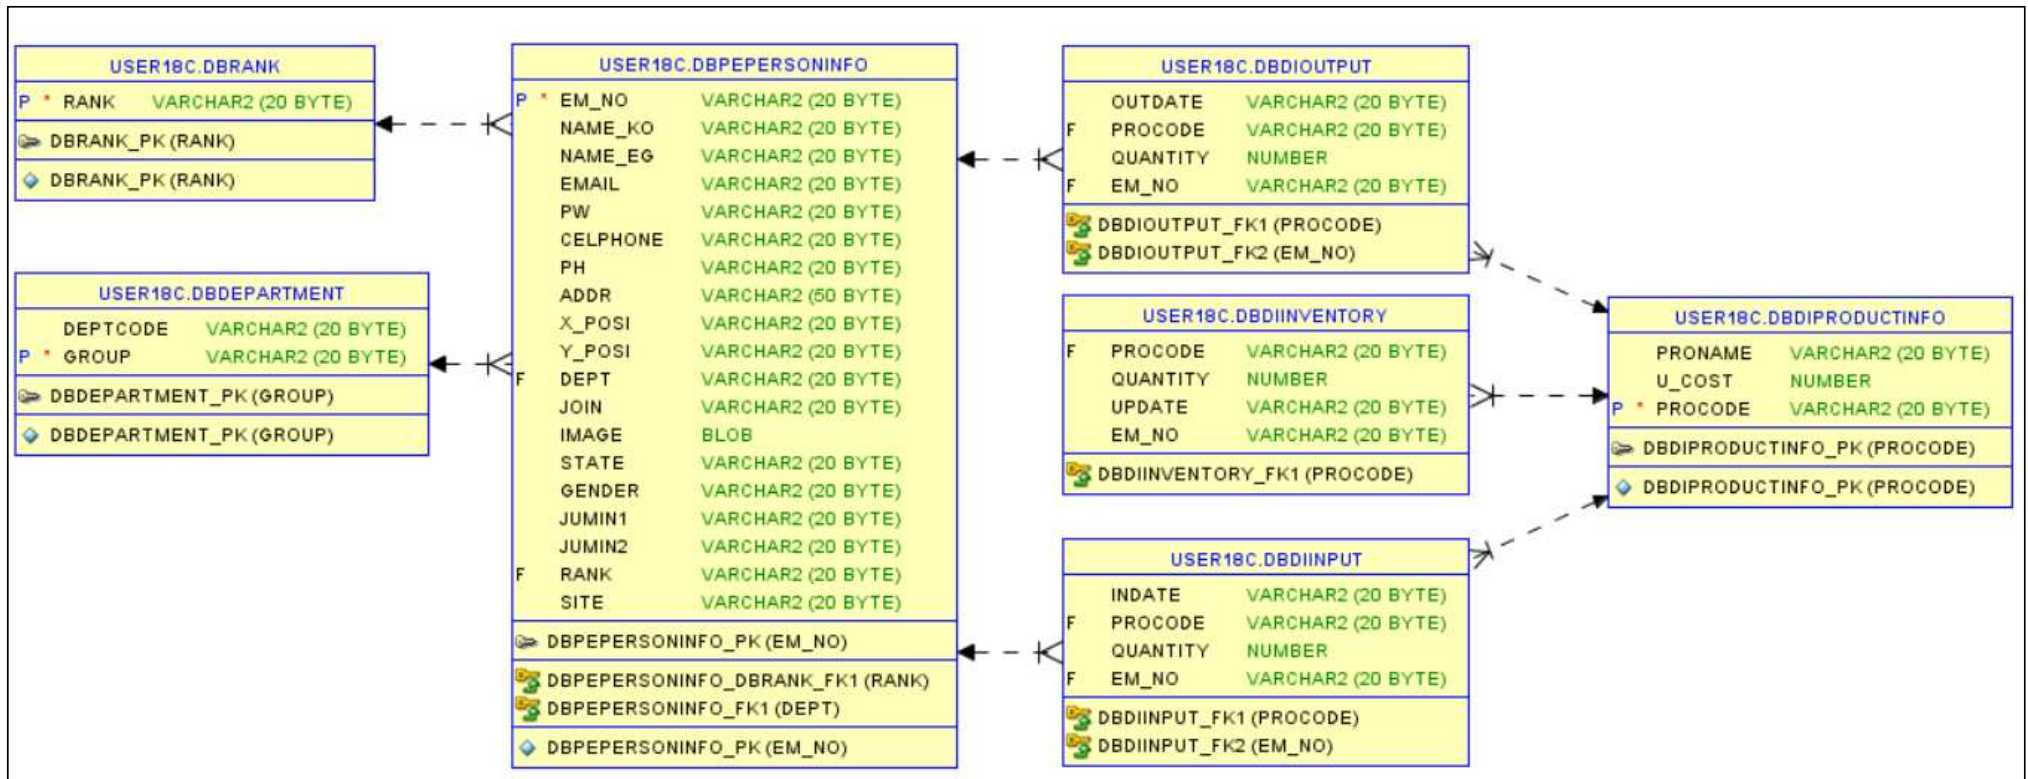 USER18C.DBRANK
P * RANK VARCHAR2 (20 BYTE)
DBRANK_PK (RANK)
DBRANK_PK (RANK)
USER18C.DBDEPARTMENT
DEPTCODE VARCHAR2 (20 BYTE)
P * GROUP VARCHAR2 (20 BYTE)
DBDEPARTMENT_PK (GROUP)
DBDEPARTMENT_PK (GROUP)
USER18C.DBPEPERSONINFO
P * EM_NO VARCHAR2 (20 BYTE)
NAME_KO VARCHAR2 (20 BYTE)
NAME_EG VARCHAR2 (20 BYTE)
EMAIL VARCHAR2 (20 BYTE)
PW VARCHAR2 (20 BYTE)
CELPHONE VARCHAR2 (20 BYTE)
PH VARCHAR2 (20 BYTE)
ADDR VARCHAR2 (50 BYTE)
X_POSI VARCHAR2 (20 BYTE)
Y_POSI VARCHAR2 (20 BYTE)
F DEPT VARCHAR2 (20 BYTE)
JOIN VARCHAR2 (20 BYTE)
IMAGE BLOB
STATE VARCHAR2 (20 BYTE)
GENDER VARCHAR2 (20 BYTE)
JUMIN1 VARCHAR2 (20 BYTE)
JUMIN2 VARCHAR2 (20 BYTE)
F RANK VARCHAR2 (20 BYTE)
SITE VARCHAR2 (20 BYTE)
DBPEPERSONINFO_PK (EM_NO)
DBPEPERSONINFO_DBRANK_FK1 (RANK)
DBPEPERSONINFO_FK1 (DEPT)
DBPEPERSONINFO_PK (EM_NO)
USER18C.DBDIOUTPUT
OUTDATE VARCHAR2 (20 BYTE)
F PROCODE VARCHAR2 (20 BYTE)
QUANTITY NUMBER
F EM_NO VARCHAR2 (20 BYTE)
DBDIOUTPUT_FK1 (PROCODE)
DBDIOUTPUT_FK2 (EM_NO)
USER18C.DBDIINVENTORY
F PROCODE VARCHAR2 (20 BYTE)
QUANTITY NUMBER
UPDATE VARCHAR2 (20 BYTE)
EM_NO VARCHAR2 (20 BYTE)
DBDIINVENTORY_FK1 (PROCODE)
USER18C.DBDIINPUT
INDATE VARCHAR2 (20 BYTE)
F PROCODE VARCHAR2 (20 BYTE)
QUANTITY NUMBER
F EM_NO VARCHAR2 (20 BYTE)
DBDIINPUT_FK1 (PROCODE)
DBDIINPUT_FK2 (EM_NO)
USER18C.DBDIPRODUCTINFO
PRONAME VARCHAR2 (20 BYTE)
U_COST NUMBER
P * PROCODE VARCHAR2 (20 BYTE)
DBDIPRODUCTINFO_PK (PROCODE)
DBDIPRODUCTINFO_PK (PROCODE)